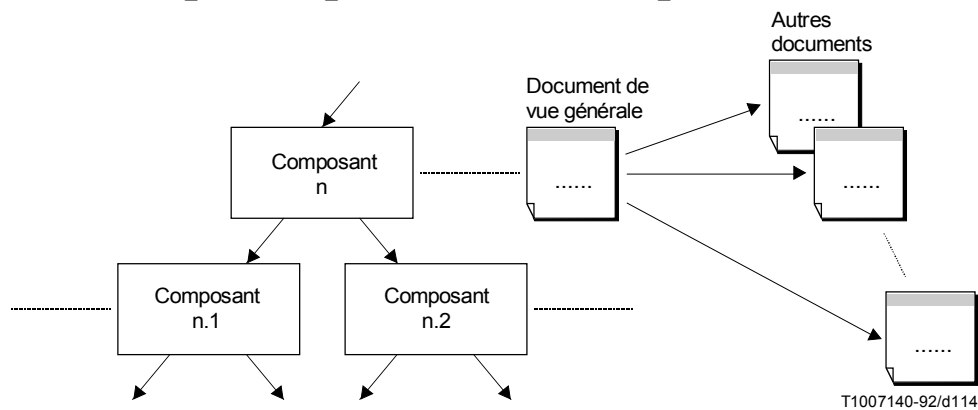 Autres
documents
Document de
vue générale
......
Composant
n
......
......
Composant
n.1
Composant
n.2
......
T1007140-92/d114